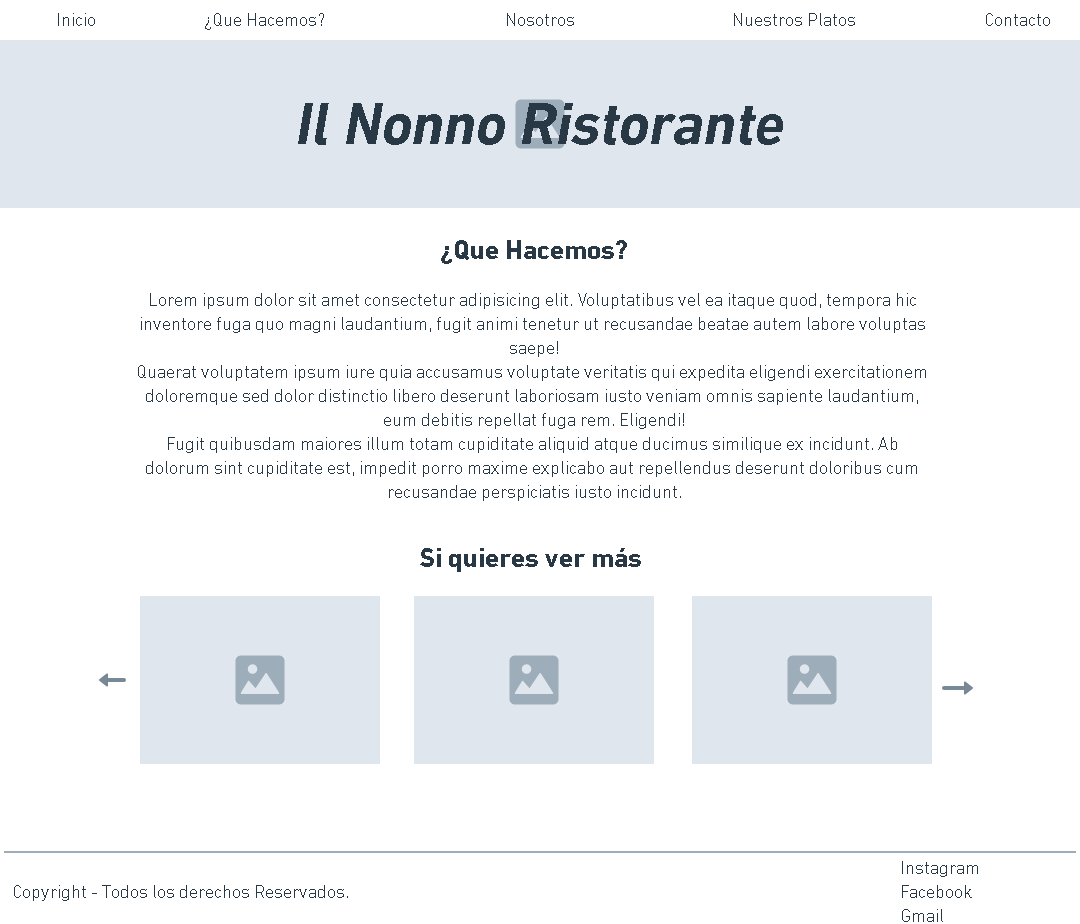 Inicio
¿Que Hacemos?
Nosotros
Nuestros Platos
Contacto
Il Nonno Ristorante
¿Que Hacemos?
Lorem ipsum dolor sit amet consectetur adipisicing elit. Voluptatibus vel ea itaque quod, tempora hic
inventore fuga quo magni laudantium, fugit animi tenetur ut recusandae beatae autem labore voluptas
saepe!
Quaerat voluptatem ipsum iure quia accusamus voluptate veritatis qui expedita eligendi exercitationem
doloremque sed dolor distinctio libero deserunt laboriosam iusto veniam omnis sapiente laudantium,
eum debitis repellat fuga rem. Eligendi!
Fugit quibusdam maiores illum totam cupiditate aliquid atque ducimus similique ex incidunt. Ab
dolorum sint cupiditate est, impedit porro maxime explicabo aut repellendus deserunt doloribus cum
recusandae perspiciatis iusto incidunt.
Si quieres ver más
Copyright - Todos los derechos Reservados.
Instagram
Facebook
Gmail